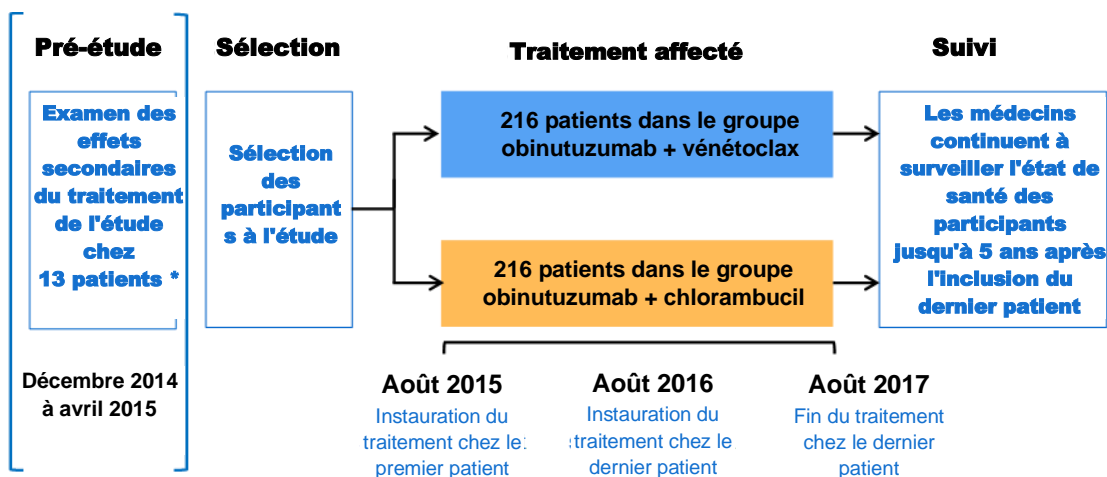 Pré-étude
Examen des
effets
secondaires
du traitement
de l'étude
chez
13 patients *
Décembre 2014
à avril 2015
Sélection
Sélection
des
participant
s à l'étude
Traitement affecté
216 patients dans le groupe
obinutuzumab + vénétoclax
216 patients dans le groupe
obinutuzumab + chlorambucil
Août 2015
Instauration du
traitement chez le
premier patient
Août 2016
Instauration du
traitement chez le
dernier patient
Août 2017
Fin du traitement
chez le dernier
patient
Suivi
Les médecins
continuent à
surveiller l'état de
santé des
participants
jusqu'à 5 ans après
l'inclusion du
dernier patient